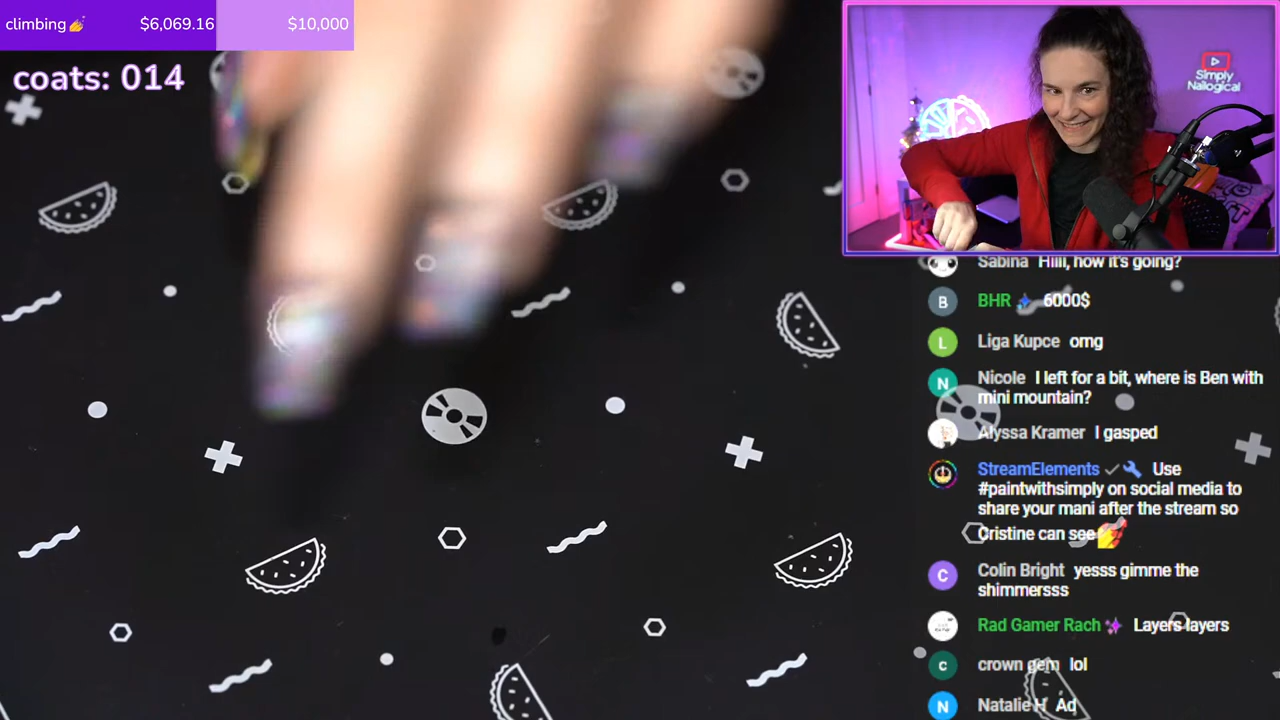 climbing💅 $6,069.16 $10,000
coats: 014
Simply
Nailogical
Sabina Hiiii, how it's going?
BHR 6000$
Liga Kupce omg
Nicole I left for a bit, where is Ben with
mini mountain?
Alyssa Kramer I gasped
StreamElements Use
#paintwithsimply on social media to
share your mani after the stream so
Cristine can see
Colin Bright yesss gimme the
shimmersss
Rad Gamer Rach Layers layers
crown gem lol
Natalie H Ad